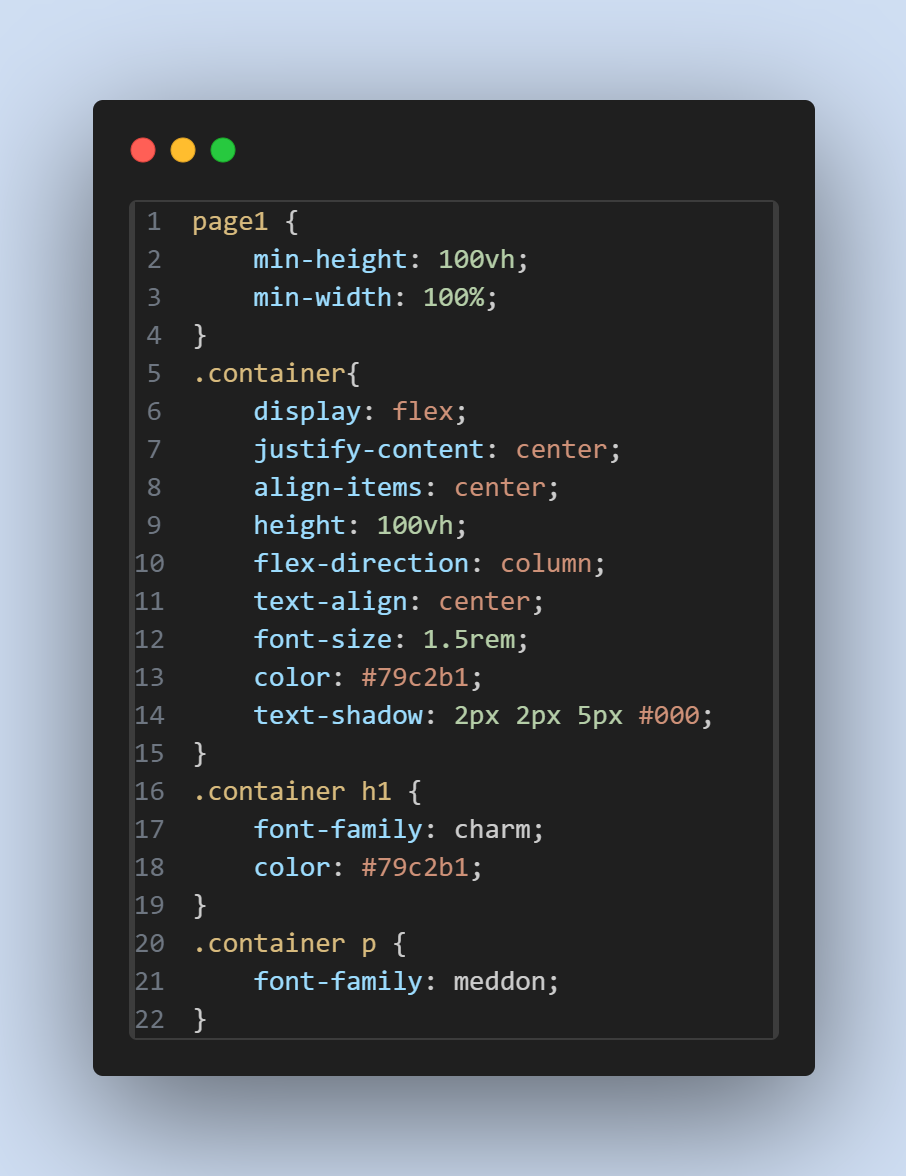 1 page1 {
2     min-height: 100vh;
3     min-width: 100%;
4 }
5 .container{
6     display: flex;
7     justify-content: center;
8     align-items: center;
9     height: 100vh;
10     flex-direction: column;
11     text-align: center;
12     font-size: 1.5rem;
13     color: #79c2b1;
14     text-shadow: 2px 2px 5px #000;
15 }
16 .container h1 {
17     font-family: charm;
18     color: #79c2b1;
19 }
20 .container p {
21     font-family: meddon;
22 }